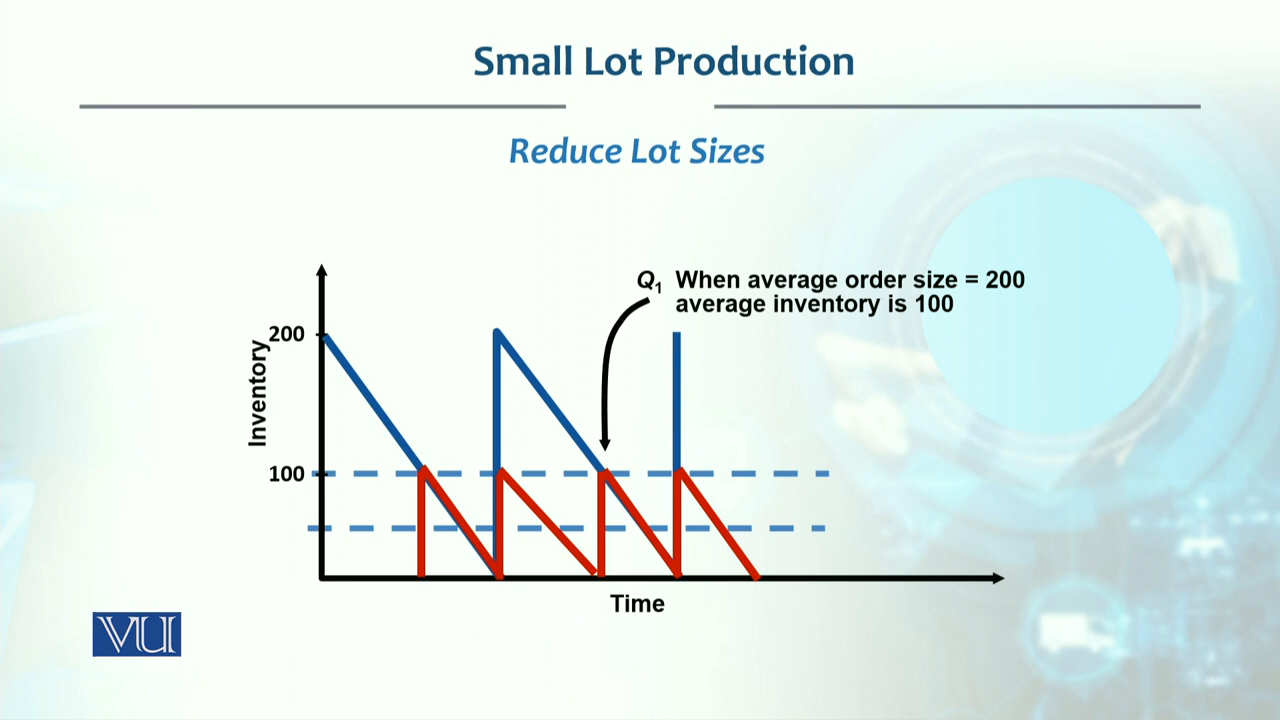 Small Lot Production
Reduce Lot Sizes
Q1 When average order size = 200
average inventory is 100
200
Inventory
100
Time
VU